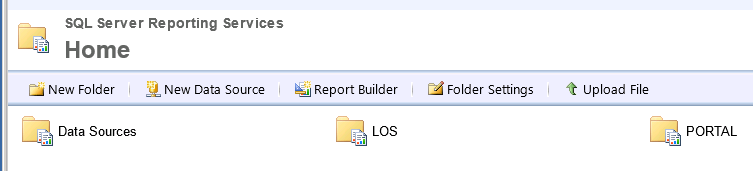 SQL Server Reporting Services
Home
New Folder New Data Source Report Builder Folder Settings Upload File
Data Sources LOS PORTAL